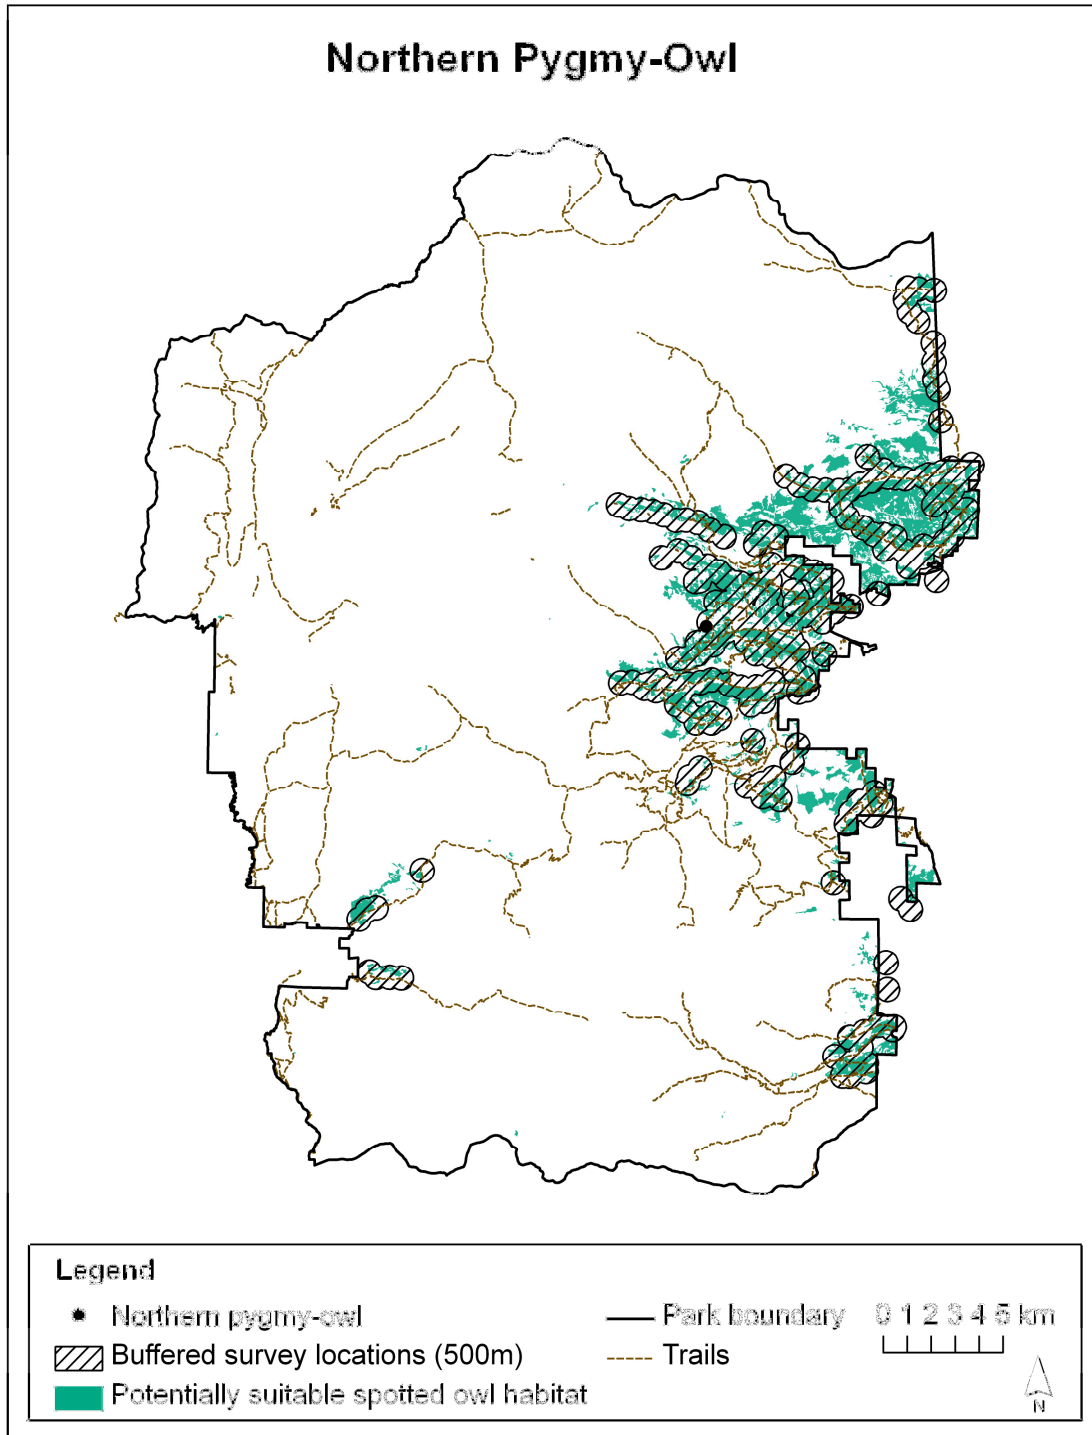 Northern Pygmy-Owl
Legend
Northern pygmy-owl
Buffered survey locations (500m)
Potentially suitable spotted owl habitat
Park boundary
Trails
0 1 2 3 4 5 km
N